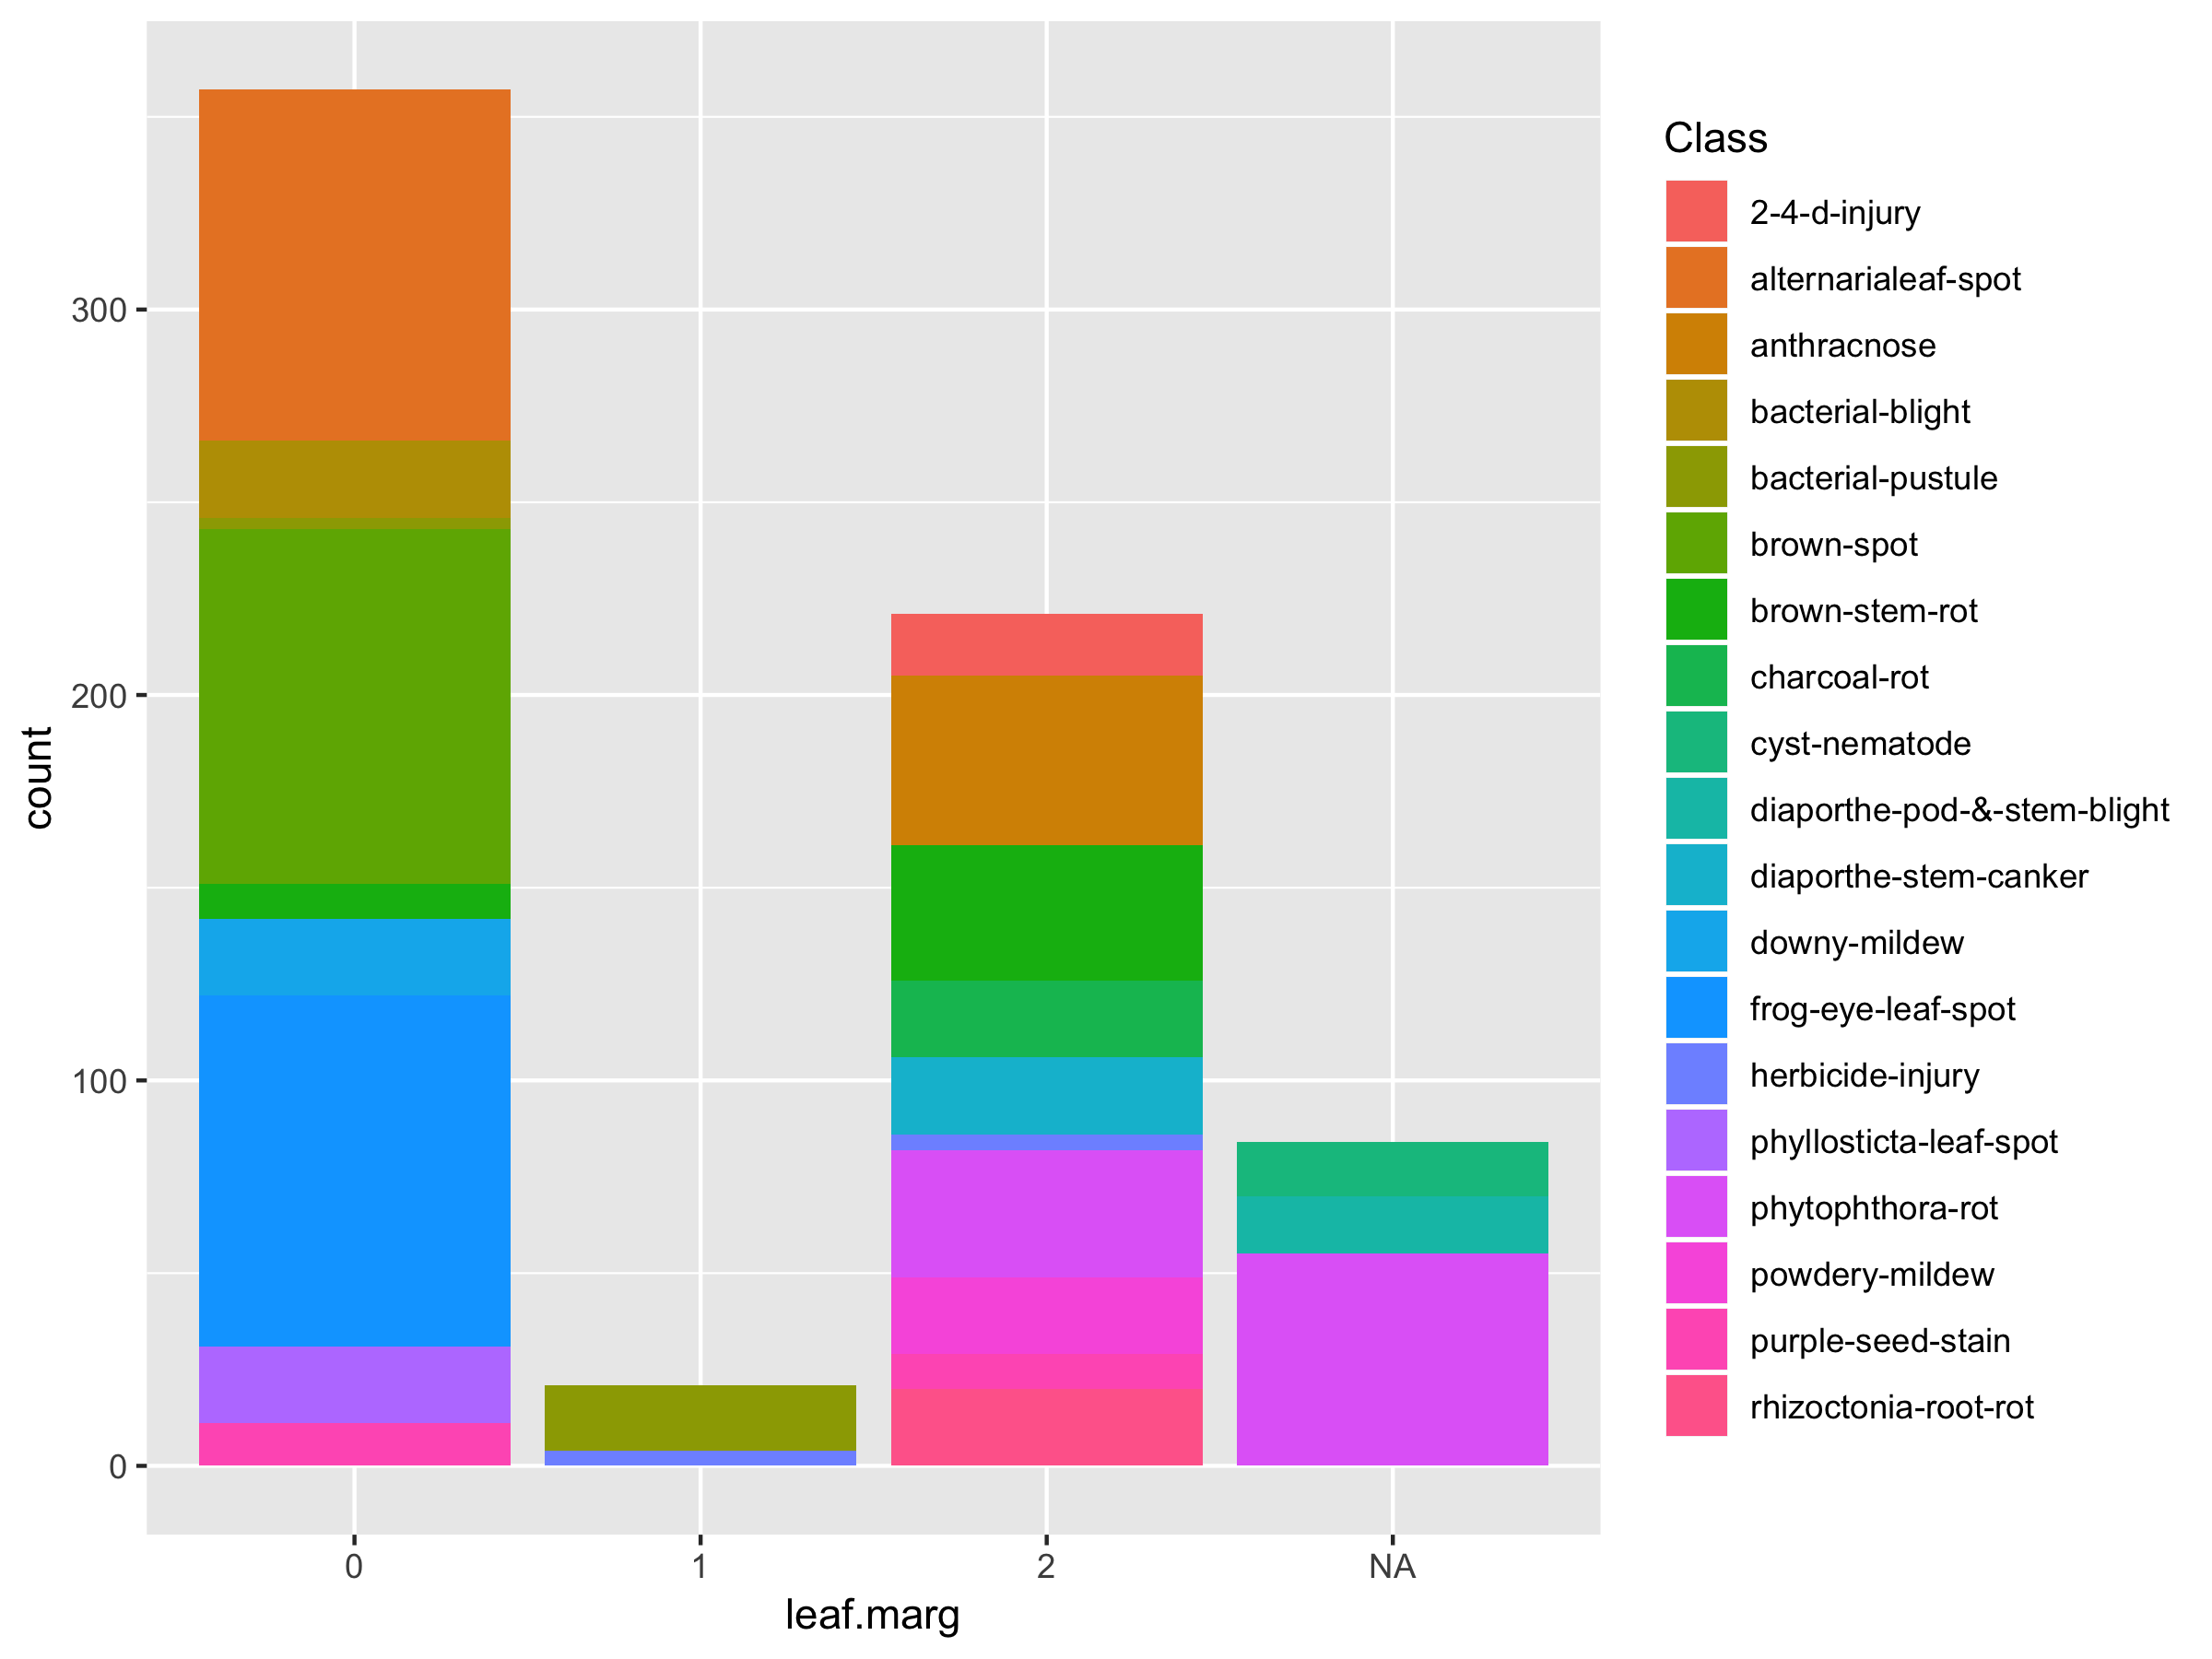 count
300
200
100
0
0
1
2
NA
leaf.marg
Class
2-4-d-injury
alternarialeaf-spot
anthracnose
bacterial-blight
bacterial-pustule
brown-spot
brown-stem-rot
charcoal-rot
cyst-nematode
diaporthe-pod-&-stem-blight
diaporthe-stem-canker
downy-mildew
frog-eye-leaf-spot
herbicide-injury
phyllosticta-leaf-spot
phytophthora-rot
powdery-mildew
purple-seed-stain
rhizoctonia-root-rot